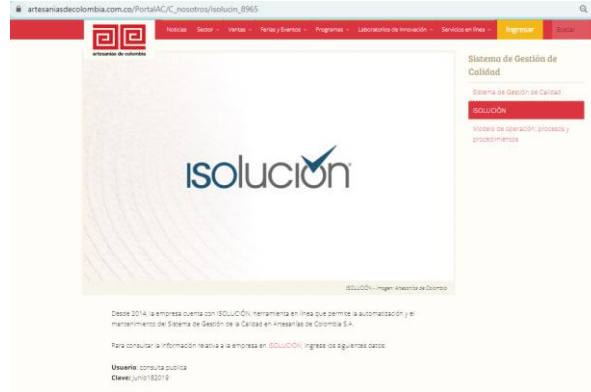 artesaniasdecolombia.com.co/PortalAC/C_nosotros/isolucin_8965
artesanías de colombia
Noticias Sector Ventas Ferias y Eventos Programas Laboratorios de Innovación Servicios en línea Ingresar Buscar
Sistema de Gestión de
Calidad
Sistema de Gestión de Calidad
ISOLUCIÓN
Modelo de operación: procesos y
procedimientos
ISOlución
ISOLUCIÓN - Imagen: Artesanías de Colombia
Desde 2014, la empresa cuenta con ISOLUCIÓN, herramienta en línea que permite la automatización y el
mantenimiento del Sistema de Gestión de la Calidad en Artesanías de Colombia S.A.
Para consultar la información relativa a la empresa en ISOLUCIÓN, ingrese los siguientes datos:
Usuario: consulta.publica
Clave: junio182019